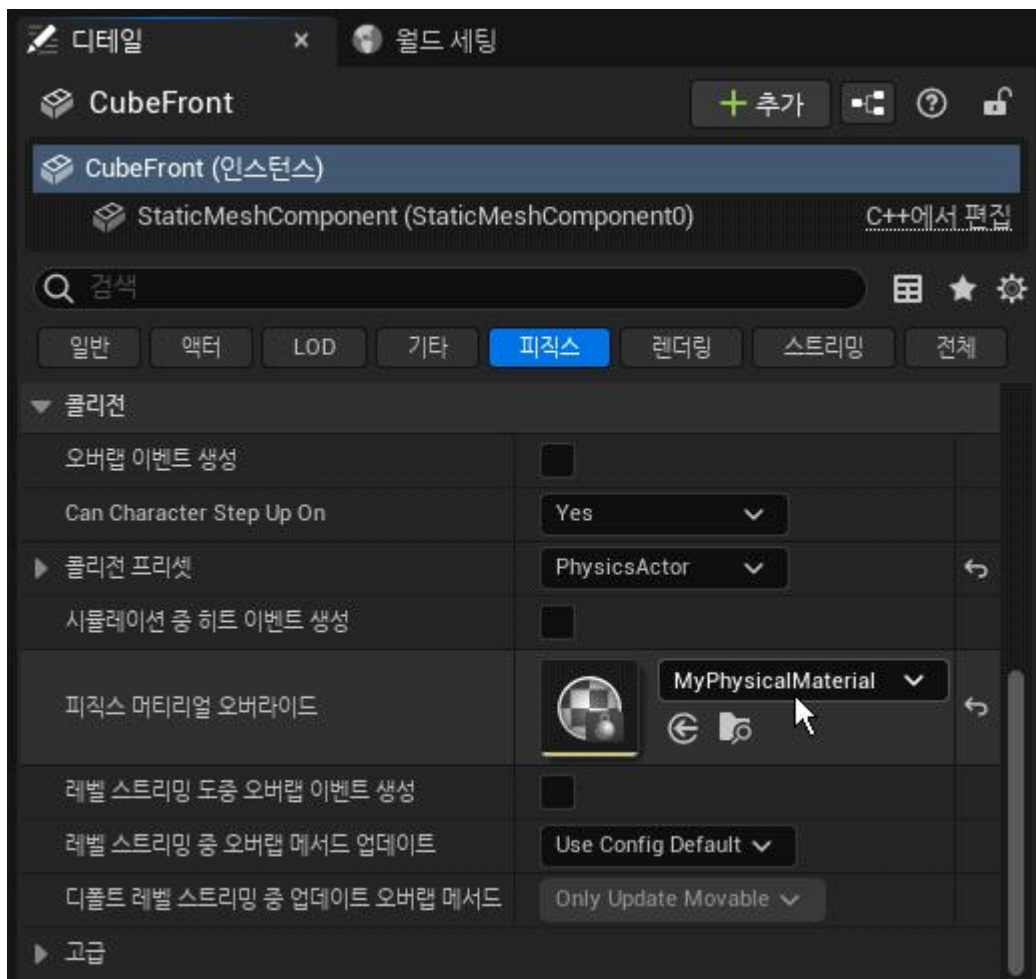 디테일 × 월드 세팅
CubeFront + 추가
CubeFront (인스턴스)
StaticMeshComponent (StaticMeshComponent0) C++에서 편집
검색
일반 액터 LOD 기타 피직스 렌더링 스트리밍 전체
콜리전
오버랩 이벤트 생성
Can Character Step Up On Yes
콜리전 프리셋 PhysicsActor
시뮬레이션 중 히트 이벤트 생성
피직스 머티리얼 오버라이드 MyPhysicalMaterial
레벨 스트리밍 도중 오버랩 이벤트 생성
레벨 스트리밍 중 오버랩 메서드 업데이트 Use Config Default
디폴트 레벨 스트리밍 중 업데이트 오버랩 메서드 Only Update Movable
고급